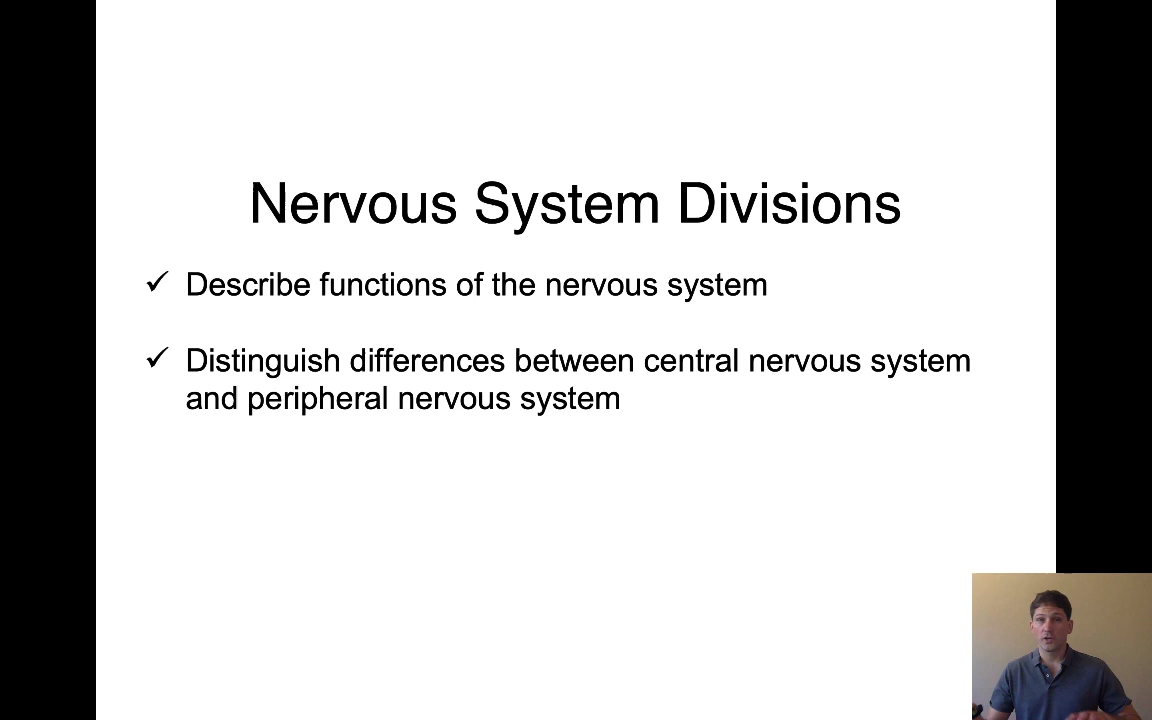 Nervous System Divisions
✓ Describe functions of the nervous system
✓ Distinguish differences between central nervous system
and peripheral nervous system